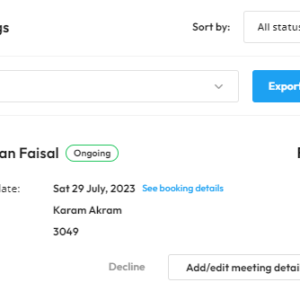 gs
Sort by:
All status
Export
an Faisal
Ongoing
ate:
Sat 29 July, 2023
See booking details
Karam Akram
3049
Decline
Add/edit meeting detai